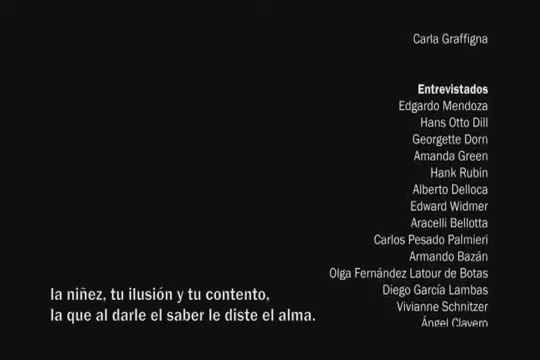 Carla Graffigna
Entrevistados
Edgardo Mendoza
Hans Otto Dill
Georgette Dorn
Amanda Green
Hank Rubin
Alberto Delloca
Edward Widmer
Aracelli Bellotta
Carlos Pesado Palmieri
Armando Bazán
Olga Fernández Latour de Botas
Diego García Lambas
Vivianne Schnitzer
Ángel Clavero
la niñez, tu ilusión y tu contento,
la que al darle el saber le diste el alma.